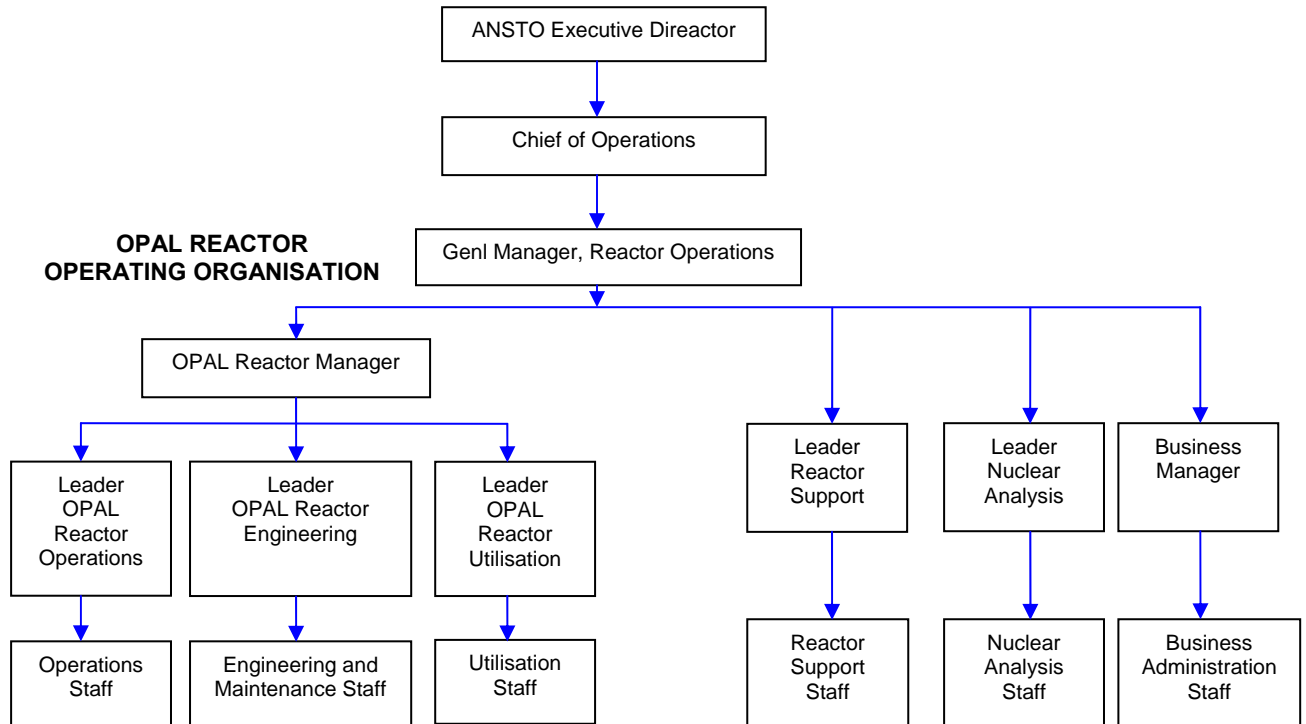 ANSTO Executive Direactor
Chief of Operations
OPAL REACTOR
OPERATING ORGANISATION
Genl Manager, Reactor Operations
OPAL Reactor Manager
Leader
OPAL
Reactor
Operations
Leader
OPAL Reactor
Engineering
Leader
OPAL
Reactor
Utilisation
Leader
Reactor
Support
Leader
Nuclear
Analysis
Business
Manager
Operations
Staff
Engineering and
Maintenance Staff
Utilisation
Staff
Reactor
Support
Staff
Nuclear
Analysis
Staff
Business
Administration
Staff